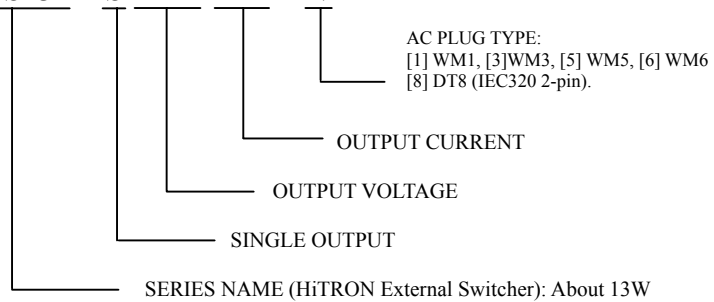 AC PLUG TYPE:
[1] WM1, [3]WM3, [5] WM5, [6] WM6
[8] DT8 (IEC320 2-pin).
OUTPUT CURRENT
OUTPUT VOLTAGE
SINGLE OUTPUT
SERIES NAME (HiTRON External Switcher): About 13W